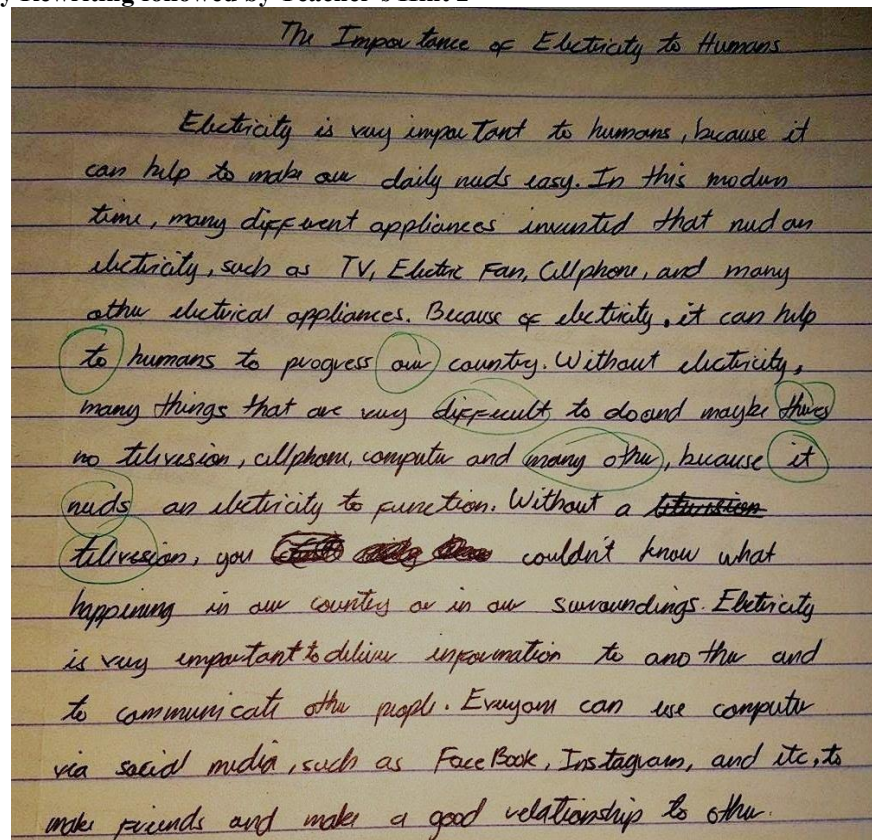 y Rewriting followed by Teacher's Hint 2
The Importance of Electricity to Humans
Electricity is very important to humans, because it
can help to make our daily needs easy. In this modern
time, many different appliances invented that need an
electricity, such as TV, Electric Fan, Cellphone, and many
other electrical appliances. Because of electricity, it can help
to humans to progress our country. Without electricity,
many things that are very difficult to do and maybe theres
no television, cellphone, computer and many other, because it
needs an electricity to function. Without a
television, you couldn't know what
happening in our country or in our surroundings. Electricity
is very important to deliver information to another and
to communicate other people. Everyone can use computer
via social media, such as FaceBook, Instagram, and etc, to
make friends and make a good relationship to other.